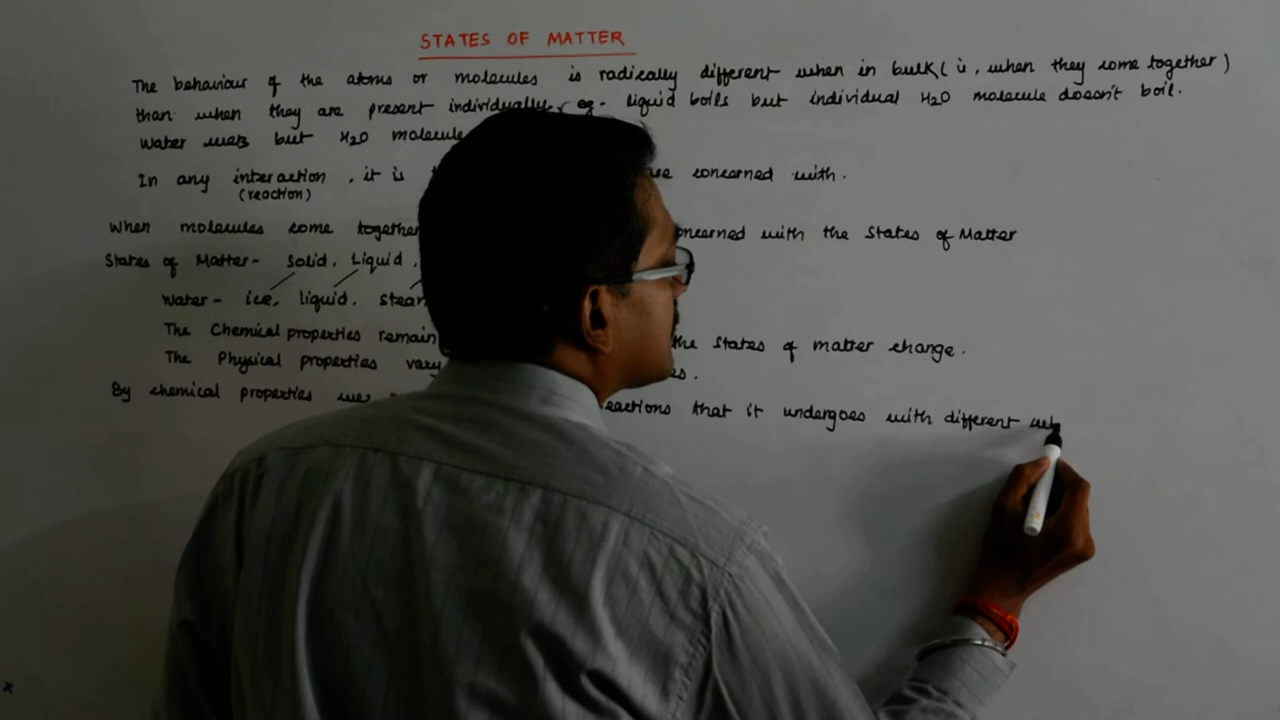 STATES OF MATTER
The behaviour of the atoms or molecules is radically different when in bulk (ie, when they come together)
than when they are present individually, eg- liquid boils but individual H2O molecule doesn't boil.
Water wets but H2O molecule
In any interaction, it is concerned with.
(reaction)
When molecules come together concerned with the States of Matter
States of Matter- Solid, Liquid,
Water- ice, liquid, steam
The Chemical properties remain the States of matter change.
The Physical properties vary
By chemical properties we reactions that it undergoes with different